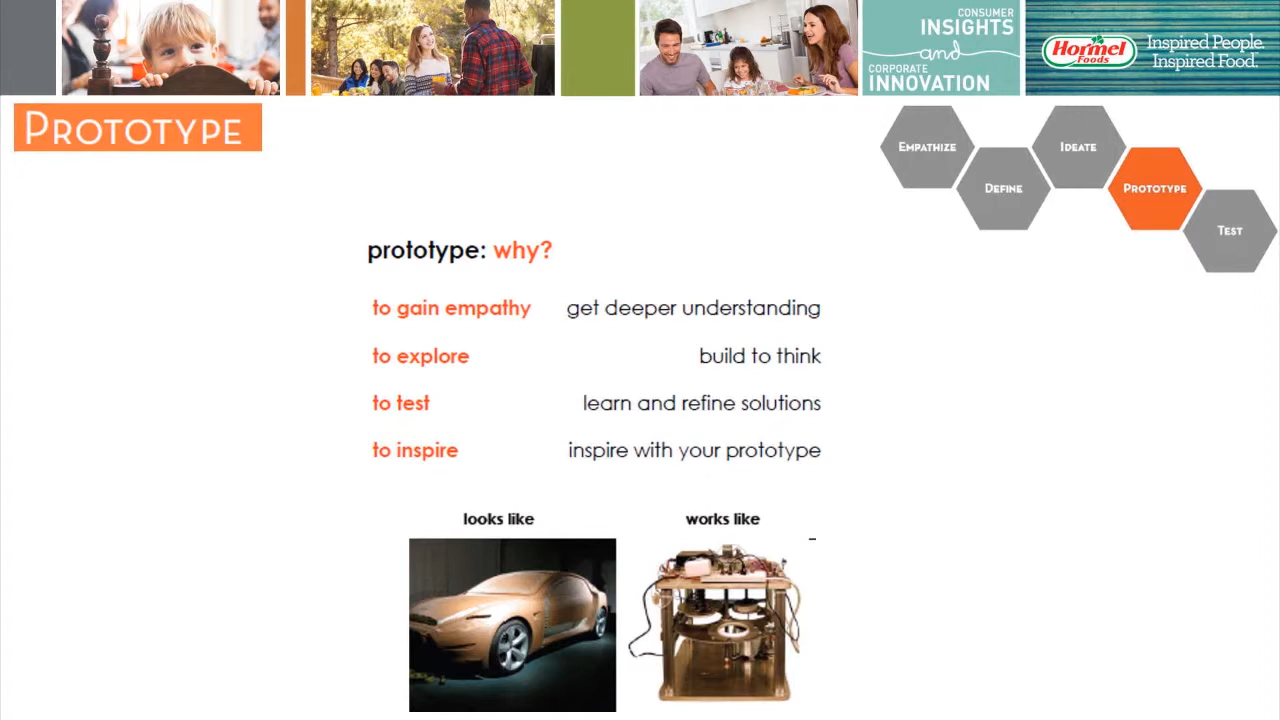 CONSUMER
INSIGHTS
and
CORPORATE
INNOVATION
Hormel
Foods
Inspired People.
Inspired Food.
PROTOTYPE
EMPATHIZE
DEFINE
IDEATE
PROTOTYPE
TEST
prototype: why?
to gain empathy get deeper understanding
to explore build to think
to test learn and refine solutions
to inspire inspire with your prototype
looks like works like